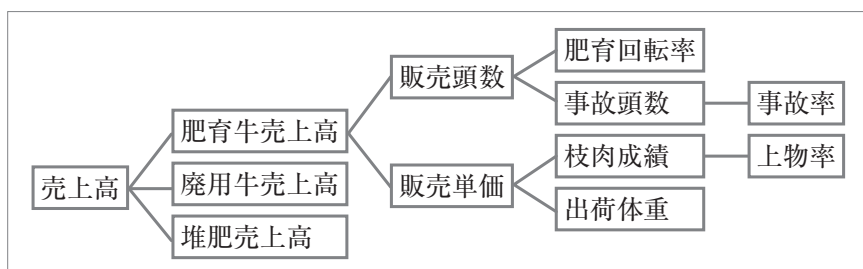 売上高
肥育牛売上高
廃用牛売上高
堆肥売上高
販売頭数
販売単価
肥育回転率
事故頭数
事故率
枝肉成績
上物率
出荷体重